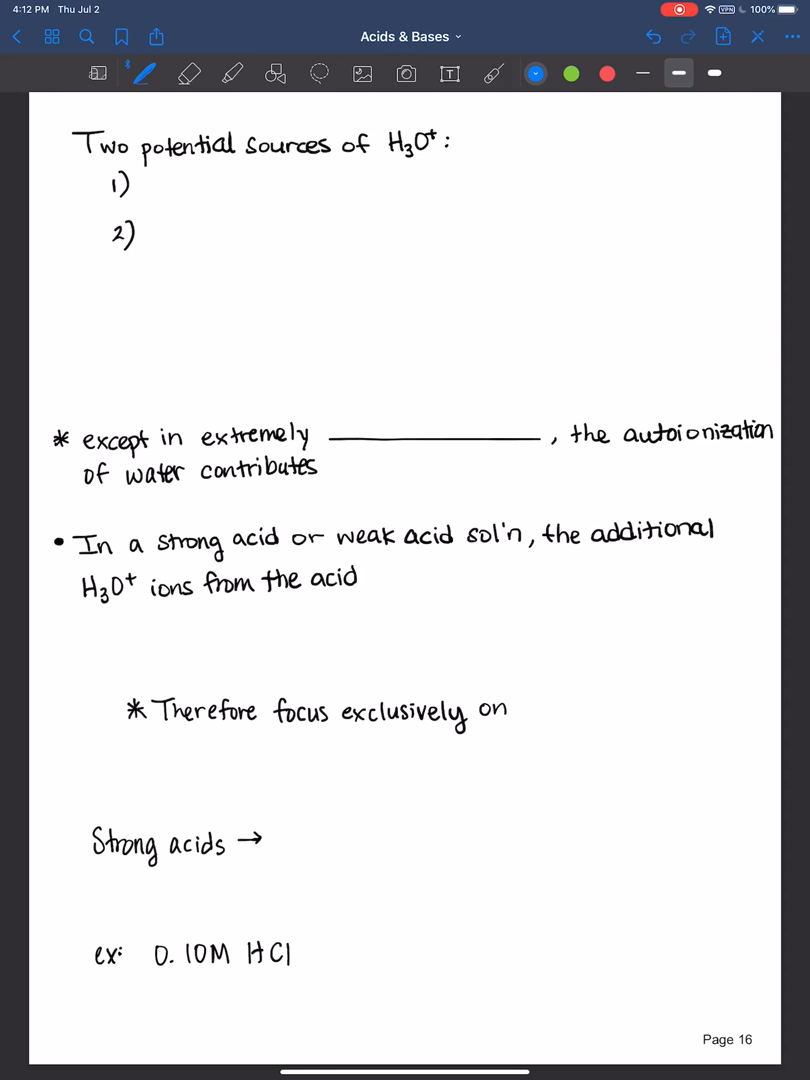 4:12 PM Thu Jul 2
VPN 100%
Acids & Bases
T
Two potential sources of H₃O⁺:
1)
2)
* except in extremely ____________, the autoionization
of water contributes
• In a strong acid or weak acid sol'n, the additional
H₃O⁺ ions from the acid
* Therefore focus exclusively on
Strong acids →
ex: 0.10M HCl
Page 16